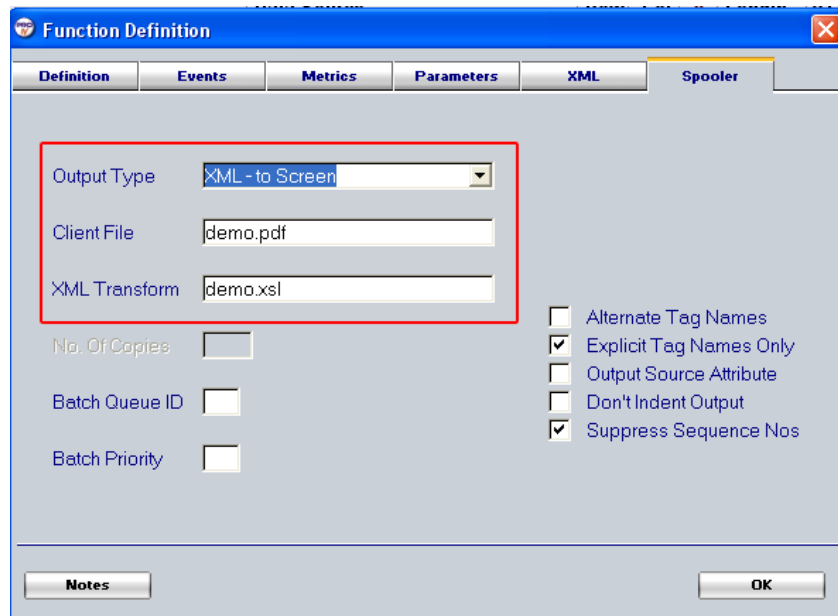 Function Definition
Definition Events Metrics Parameters XML Spooler
Output Type XML - to Screen
Client File demo.pdf
XML Transform demo.xsl
No. Of Copies
Batch Queue ID
Batch Priority
Alternate Tag Names
Explicit Tag Names Only
Output Source Attribute
Don't Indent Output
Suppress Sequence Nos
Notes OK